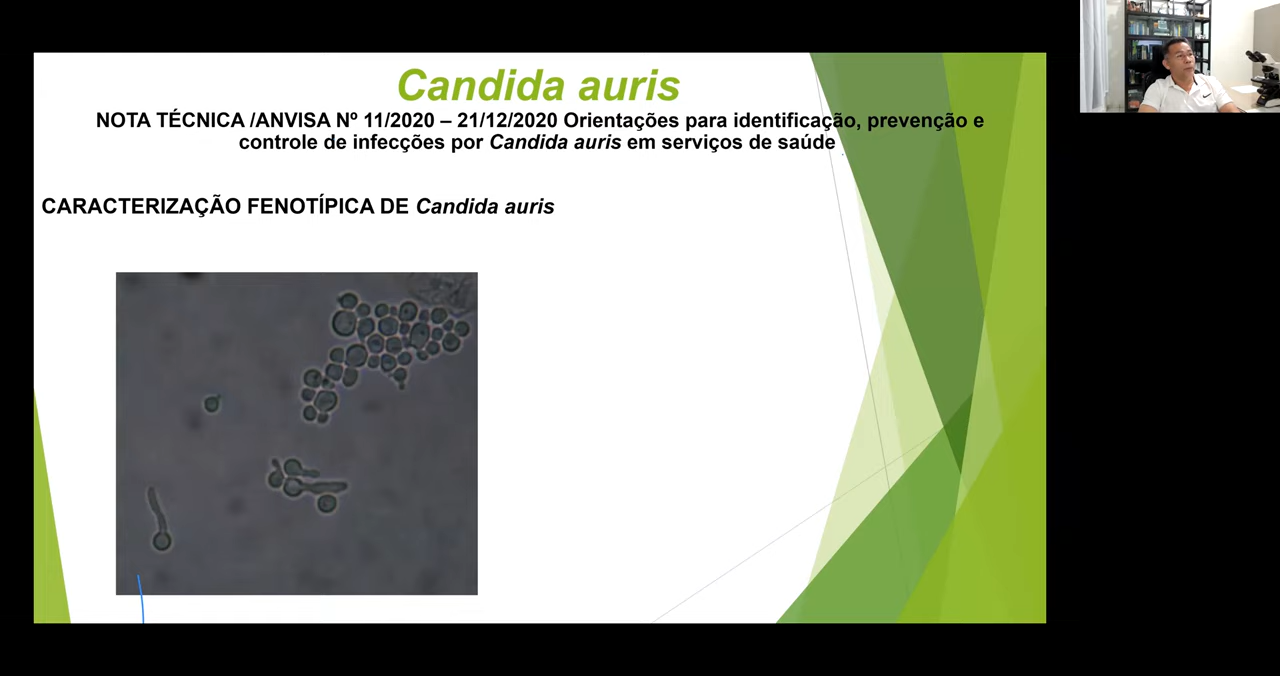 Candida auris
NOTA TÉCNICA /ANVISA Nº 11/2020 – 21/12/2020 Orientações para identificação, prevenção e
controle de infecções por Candida auris em serviços de saúde
CARACTERIZAÇÃO FENOTÍPICA DE Candida auris